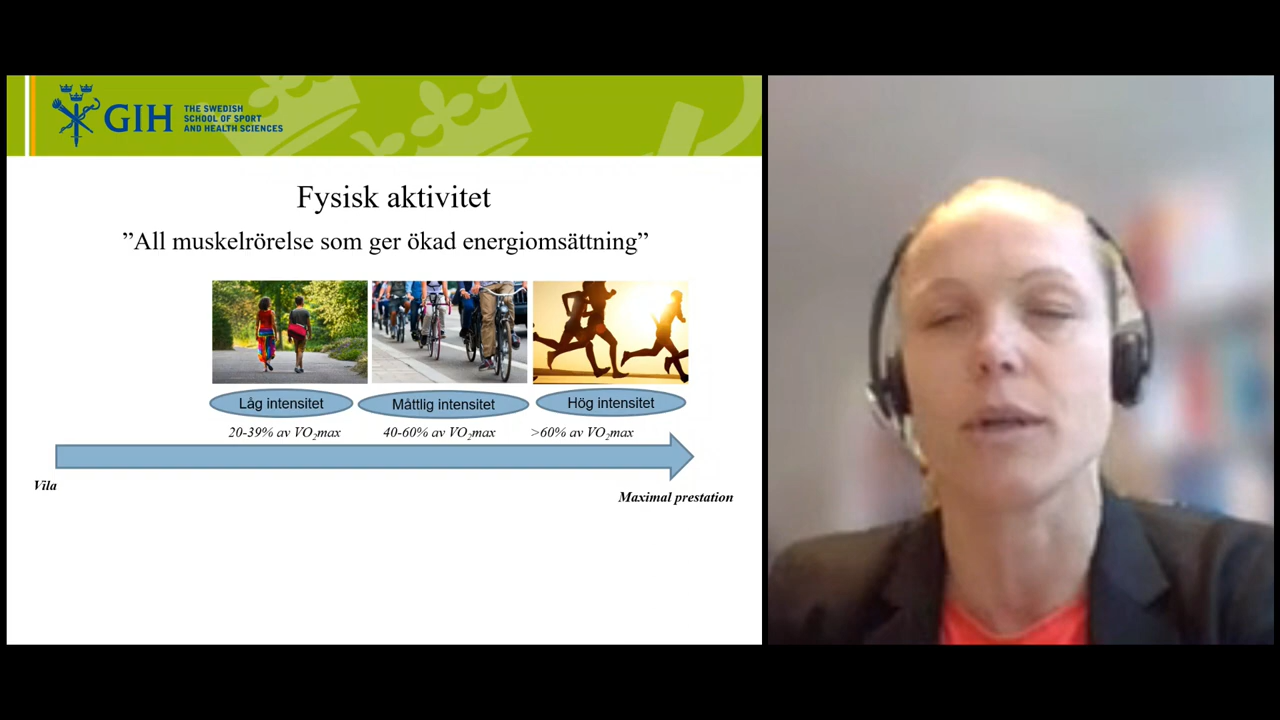 GIH
THE SWEDISH
SCHOOL OF SPORT
AND HEALTH SCIENCES
Fysisk aktivitet
”All muskelrörelse som ger ökad energiomsättning”
Låg intensitet
Måttlig intensitet
Hög intensitet
20-39% av VO₂max
40-60% av VO₂max
>60% av VO₂max
Vila
Maximal prestation